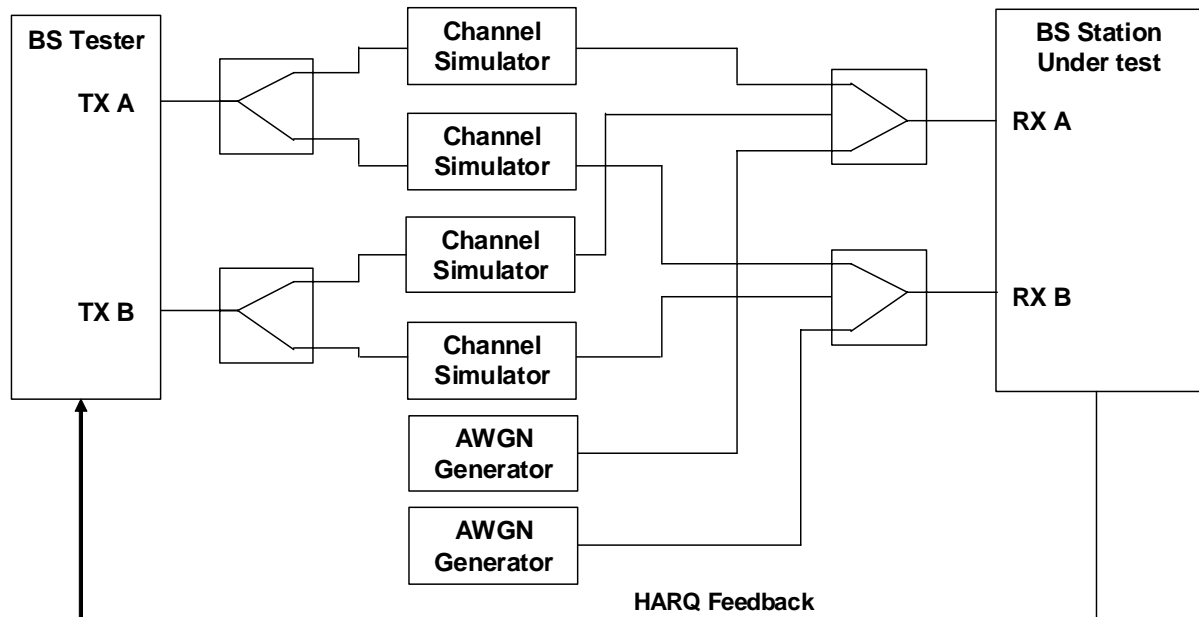 BS Tester
TX A
TX B
Channel
Simulator
Channel
Simulator
Channel
Simulator
Channel
Simulator
AWGN
Generator
AWGN
Generator
BS Station
Under test
RX A
RX B
HARQ Feedback